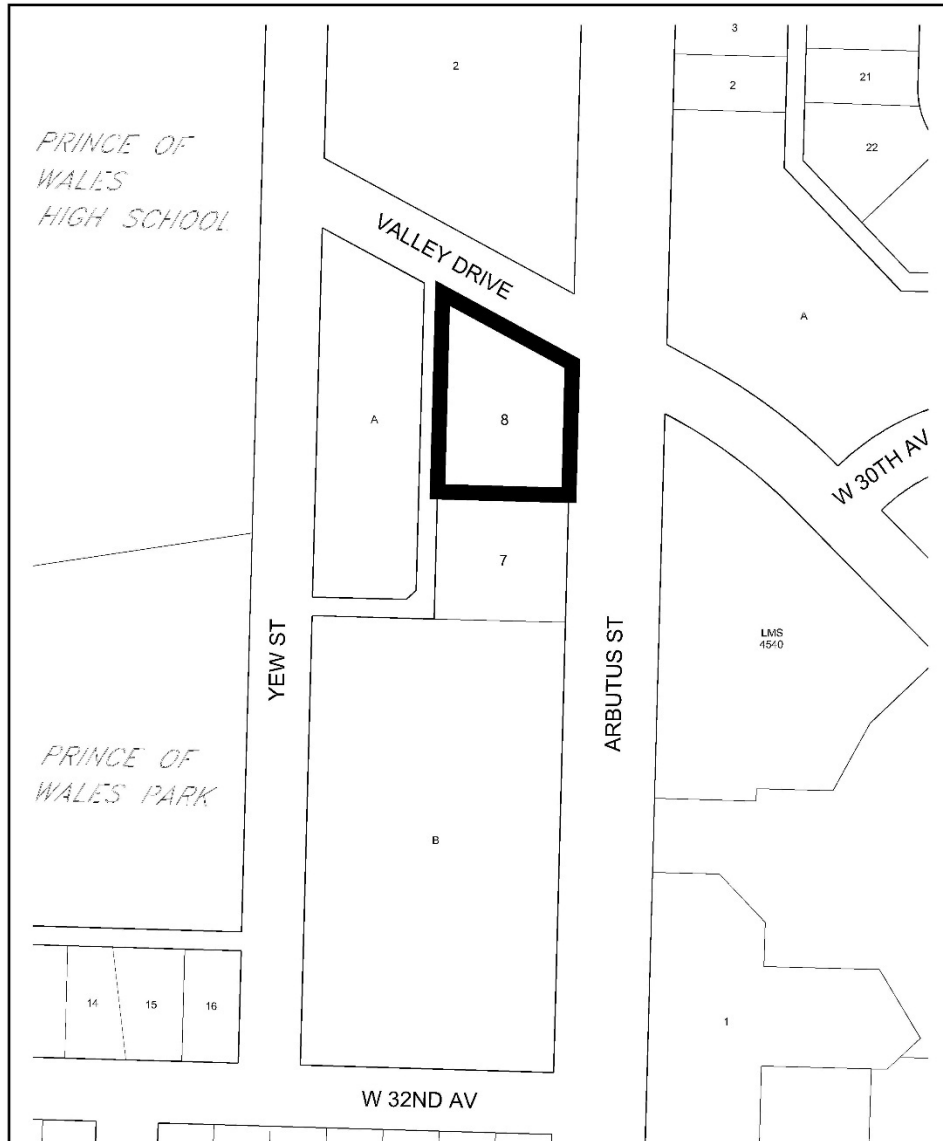 3
2
2
21
22
PRINCE OF
WALES
HIGH SCHOOL
VALLEY DRIVE
A
8
A
W 30TH AV
7
YEW ST
ARBUTUS ST
LMS
4540
PRINCE OF
WALES PARK
B
14
15
16
1
W 32ND AV